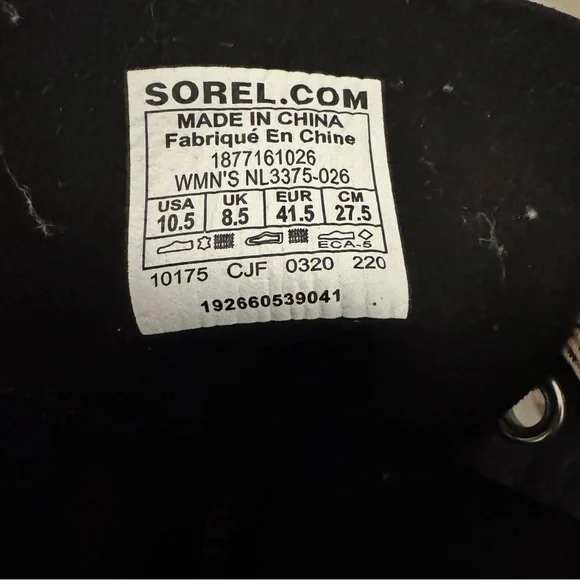 SOREL.COM
MADE IN CHINA
Fabriqué En Chine
1877161026
WMN'S NL3375-026
USA UK EUR CM
10.5 8.5 41.5 27.5
ECA-5
10175 CJF 0320 220
192660539041